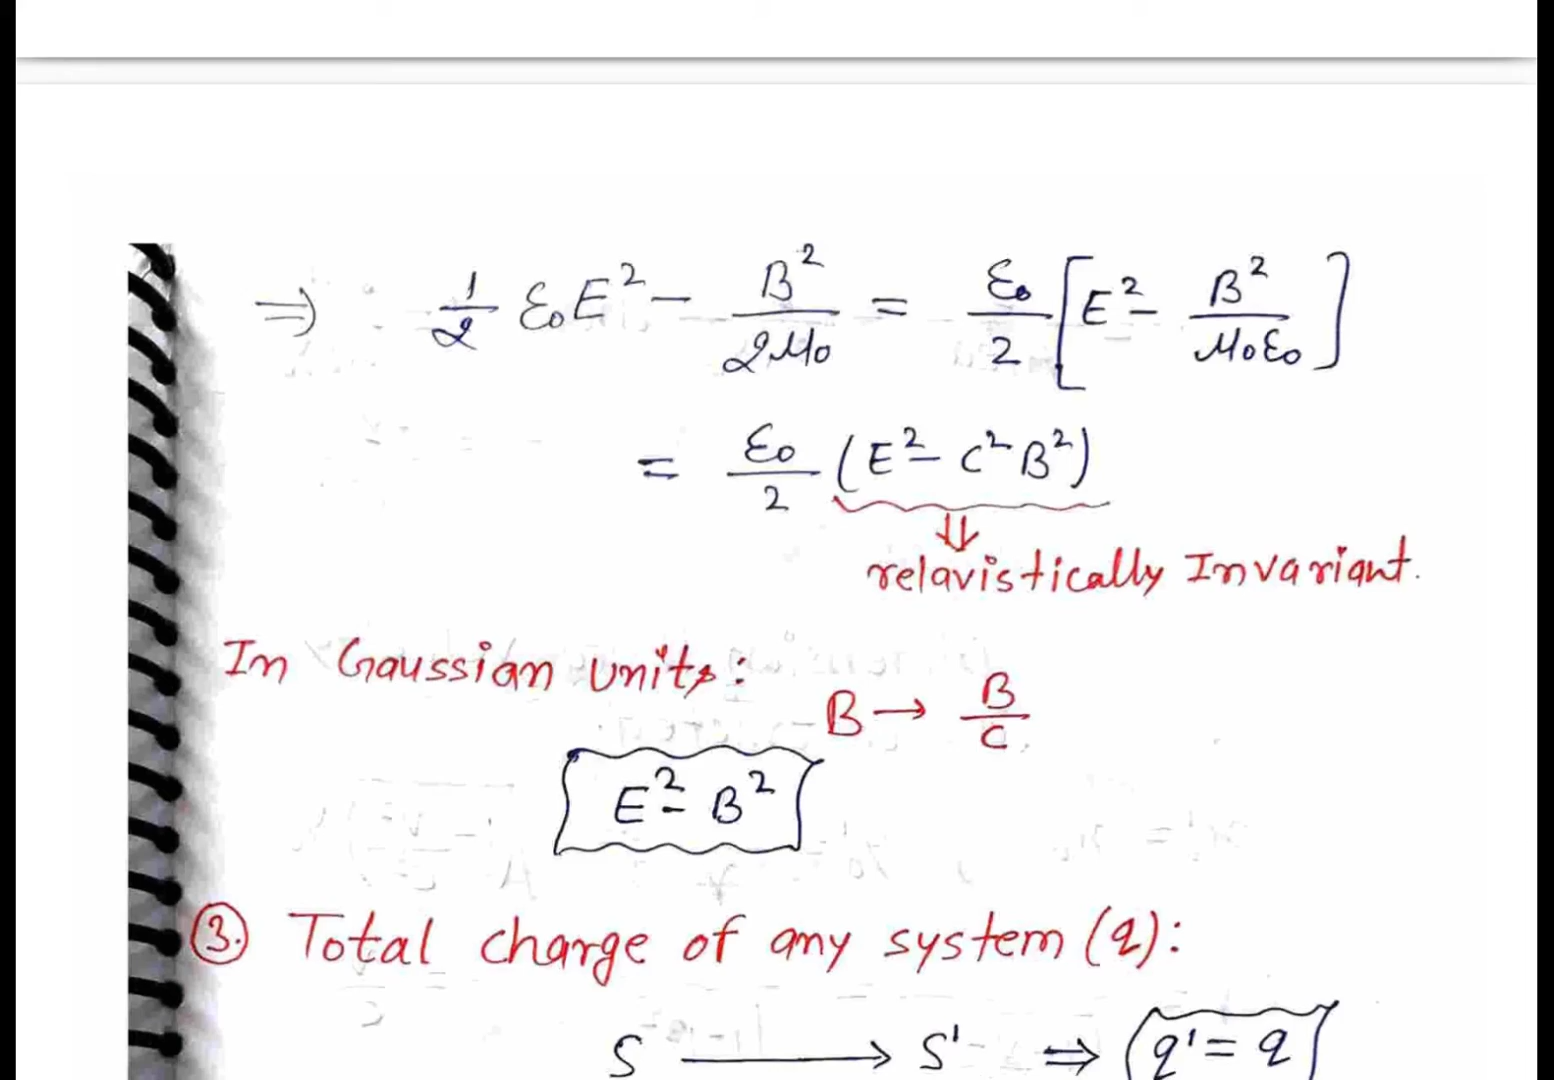 ⇒ 1/2 ε₀E² − B²/2μ₀ = ε₀/2 [E² − B²/μ₀ε₀]
= ε₀/2 (E² − c²B²)
⇓
relavistically Invariant.
In Gaussian units:
B → B/c
E² − B²
③. Total charge of any system (q):
S → S' ⇒ q' = q